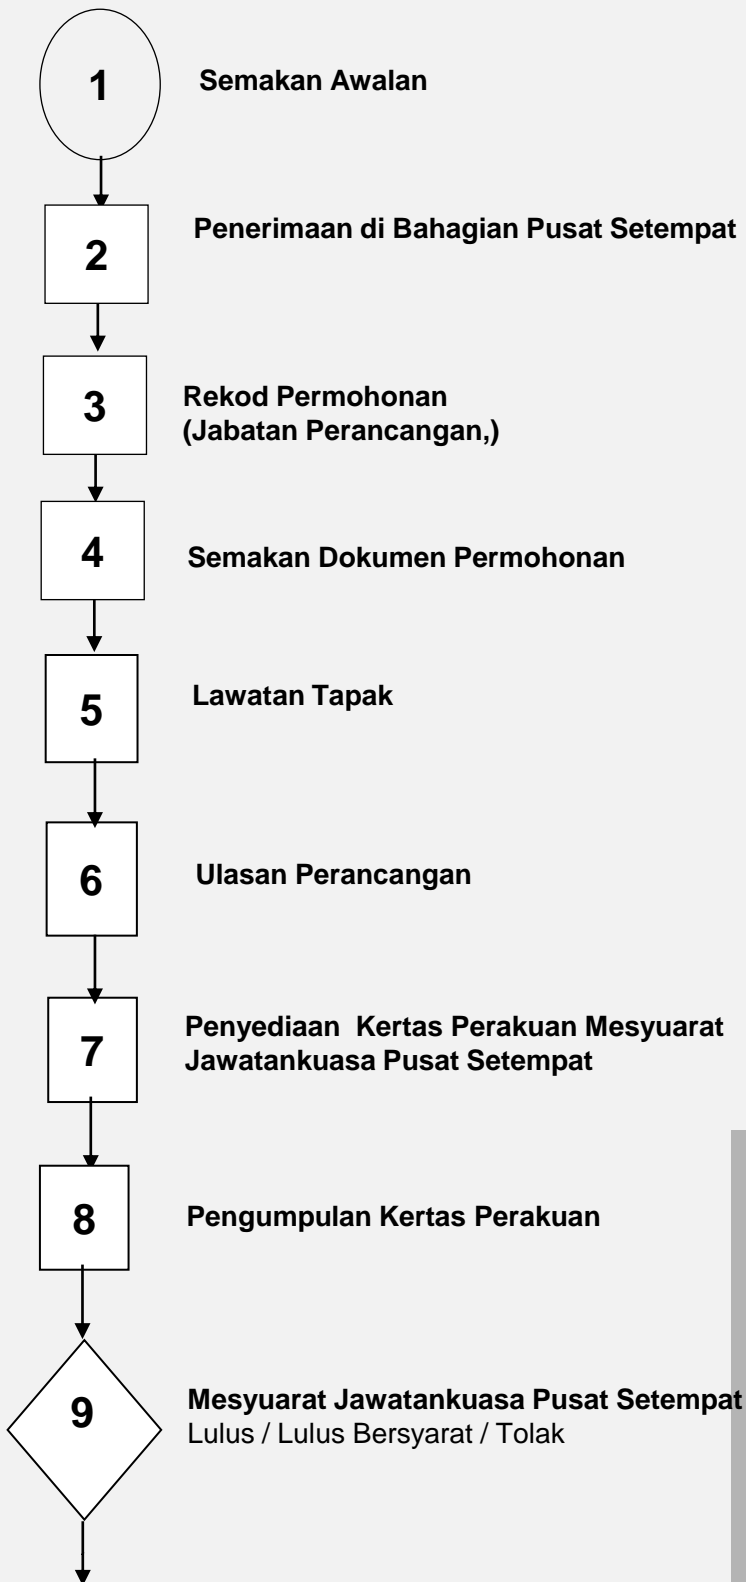 1
Semakan Awalan
2
Penerimaan di Bahagian Pusat Setempat
3
Rekod Permohonan
(Jabatan Perancangan,)
4
Semakan Dokumen Permohonan
5
Lawatan Tapak
6
Ulasan Perancangan
7
Penyediaan  Kertas Perakuan Mesyuarat
Jawatankuasa Pusat Setempat
8
Pengumpulan Kertas Perakuan
9
Mesyuarat Jawatankuasa Pusat Setempat
Lulus / Lulus Bersyarat / Tolak